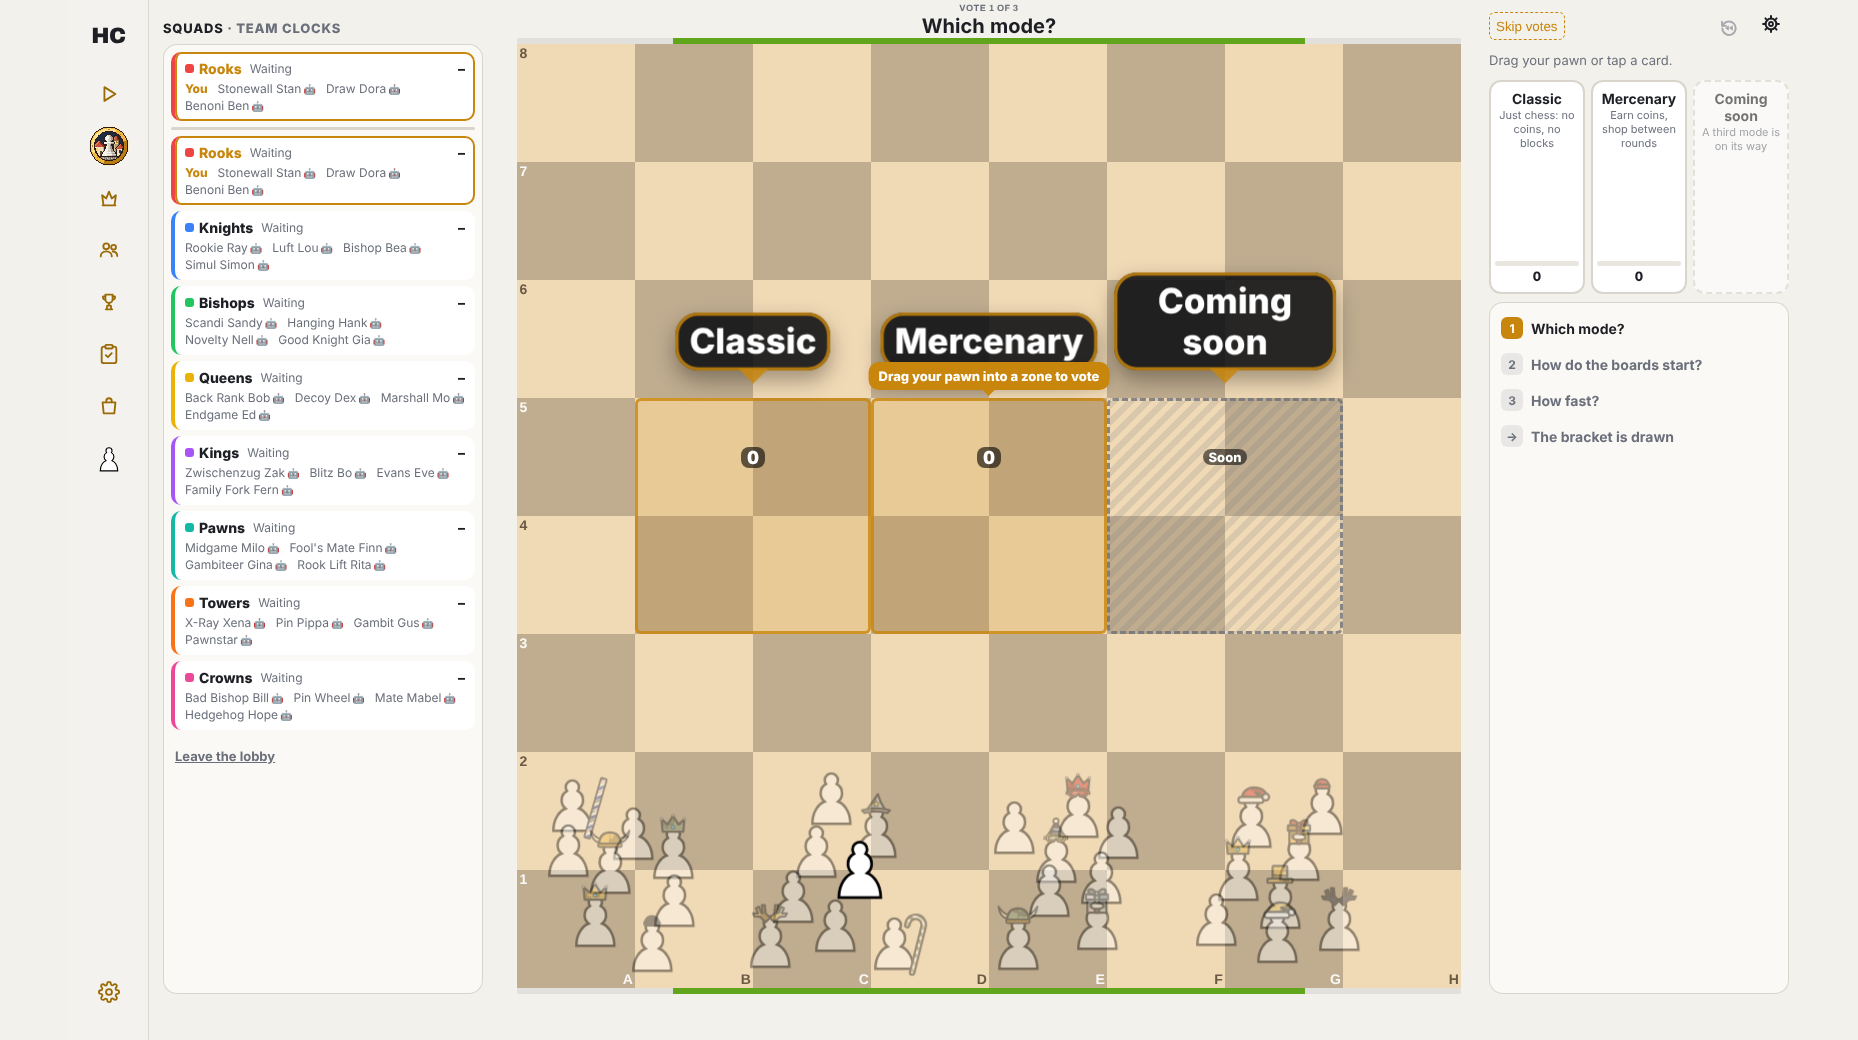 HC
SQUADS · TEAM CLOCKS
Rooks Waiting –
You Stonewall Stan Draw Dora
Benoni Ben
Rooks Waiting –
You Stonewall Stan Draw Dora
Benoni Ben
Knights Waiting –
Rookie Ray Luft Lou Bishop Bea
Simul Simon
Bishops Waiting –
Scandi Sandy Hanging Hank
Novelty Nell Good Knight Gia
Queens Waiting –
Back Rank Bob Decoy Dex Marshall Mo
Endgame Ed
Kings Waiting –
Zwischenzug Zak Blitz Bo Evans Eve
Family Fork Fern
Pawns Waiting –
Midgame Milo Fool's Mate Finn
Gambiteer Gina Rook Lift Rita
Towers Waiting –
X-Ray Xena Pin Pippa Gambit Gus
Pawnstar
Crowns Waiting –
Bad Bishop Bill Pin Wheel Mate Mabel
Hedgehog Hope
Leave the lobby
VOTE 1 OF 3
Which mode?
8
7
6
5
4
3
2
1
A B C D E F G H
Classic
Mercenary
Coming
soon
Drag your pawn into a zone to vote
0
0
Soon
Skip votes
Drag your pawn or tap a card.
Classic
Just chess: no
coins, no
blocks
0
Mercenary
Earn coins,
shop between
rounds
0
Coming
soon
A third mode is
on its way
1 Which mode?
2 How do the boards start?
3 How fast?
→ The bracket is drawn